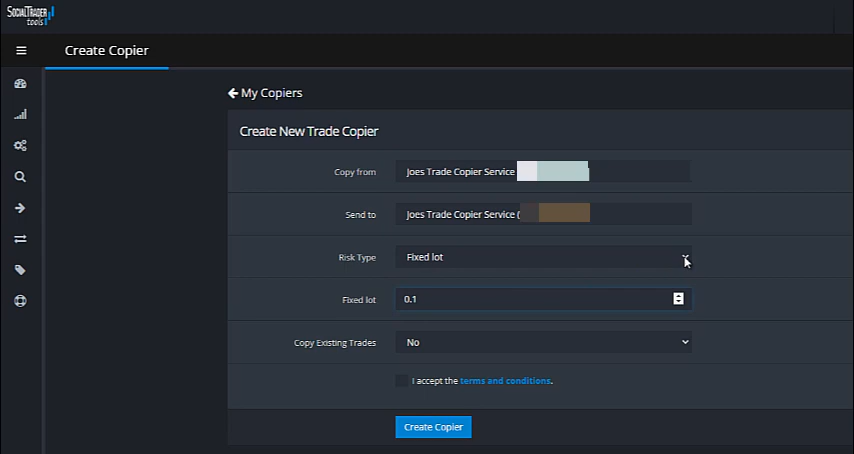 SOCIALTRADER
tools
Create Copier
My Copiers
Create New Trade Copier
Copy from
Joes Trade Copier Service
Send to
Joes Trade Copier Service (
Risk Type
Fixed lot
Fixed lot
0.1
Copy Existing Trades
No
I accept the terms and conditions.
Create Copier